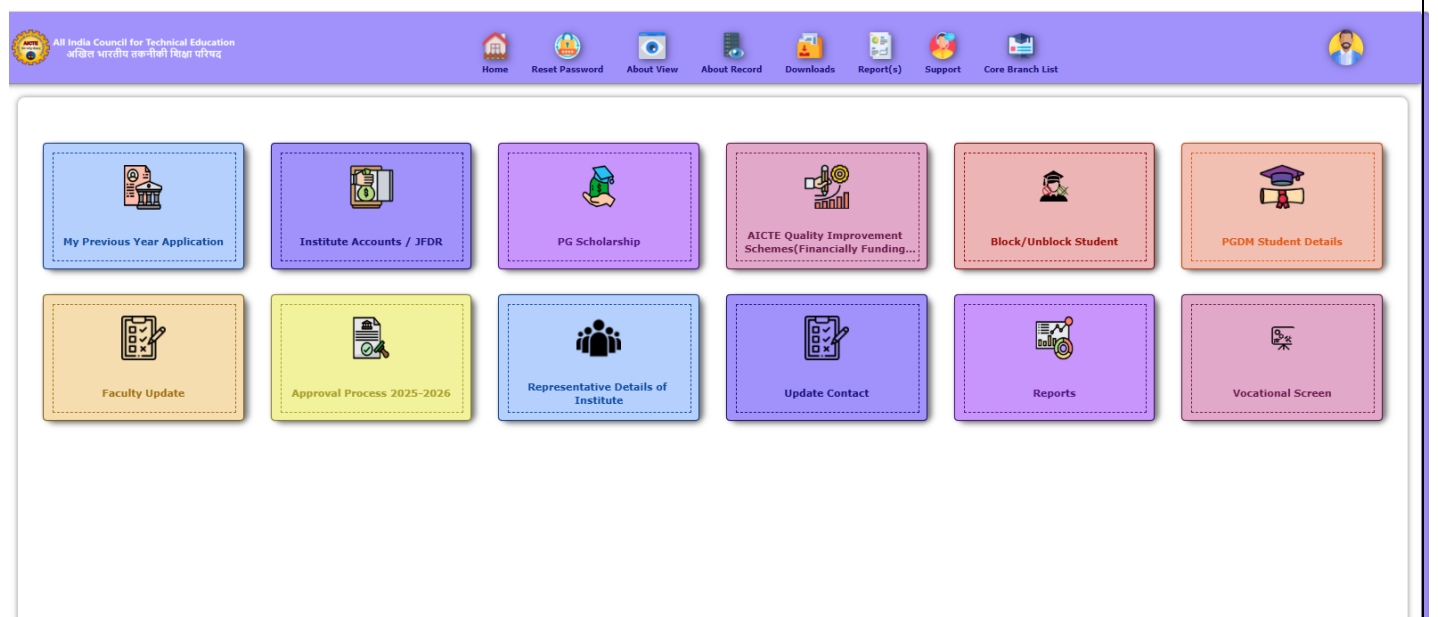 All India Council for Technical Education
अखिल भारतीय तकनीकी शिक्षा परिषद
Home
Reset Password
About View
About Record
Downloads
Report(s)
Support
Core Branch List
My Previous Year Application
Institute Accounts / JFDR
PG Scholarship
AICTE Quality Improvement
Schemes(Financially Funding...
Block/Unblock Student
PGDM Student Details
Faculty Update
Approval Process 2025-2026
Representative Details of
Institute
Update Contact
Reports
Vocational Screen